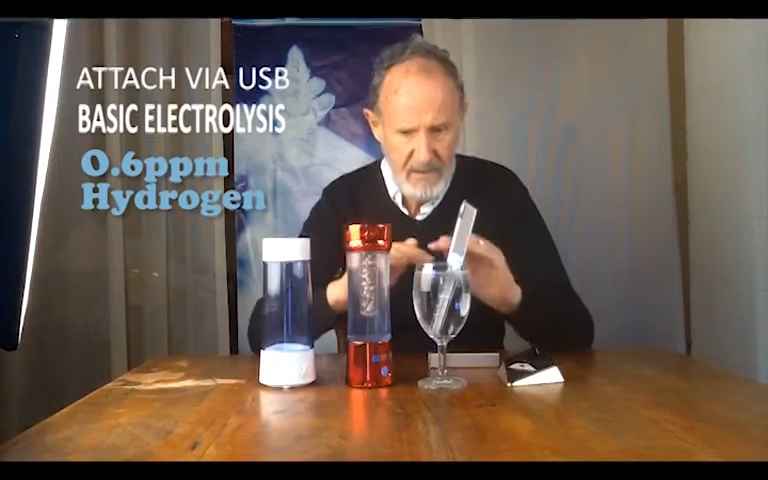 ATTACH VIA USB
BASIC ELECTROLYSIS
0.6ppm
Hydrogen